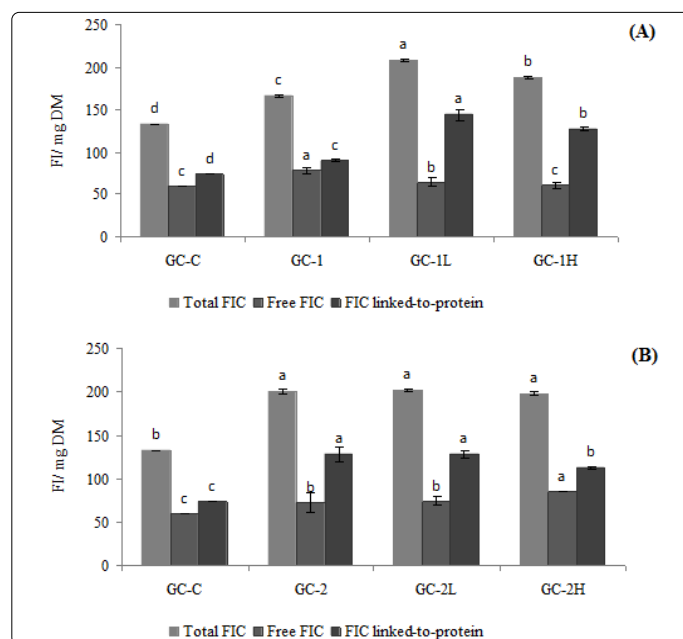 (A)
250
200
150
100
50
0
FI/ mg DM
d
c
d
c
a
c
a
b
a
b
c
b
GC-C GC-1 GC-1L GC-1H
Total FIC Free FIC FIC linked-to-protein
(B)
250
200
150
100
50
0
FI/ mg DM
b
c
c
a
b
a
a
b
a
a
a
b
GC-C GC-2 GC-2L GC-2H
Total FIC Free FIC FIC linked-to-protein